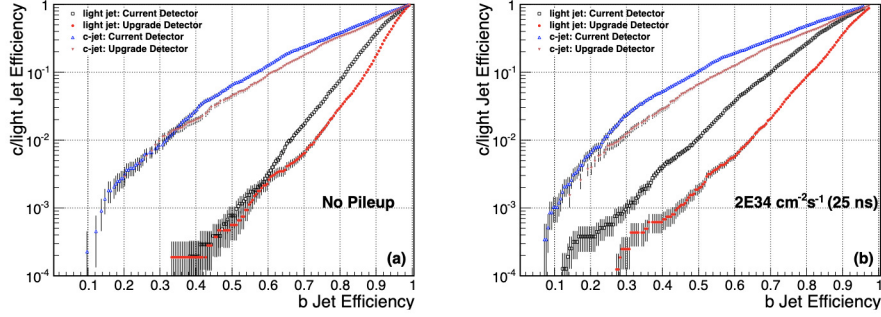 light jet: Current Detector
light jet: Upgrade Detector
c-jet: Current Detector
c-jet: Upgrade Detector
c/light Jet Efficiency
1
10⁻¹
10⁻²
10⁻³
10⁻⁴
No Pileup
(a)
0.1 0.2 0.3 0.4 0.5 0.6 0.7 0.8 0.9 1
b Jet Efficiency
light jet: Current Detector
light jet: Upgrade Detector
c-jet: Current Detector
c-jet: Upgrade Detector
c/light Jet Efficiency
1
10⁻¹
10⁻²
10⁻³
10⁻⁴
2E34 cm⁻²s⁻¹ (25 ns)
(b)
0.1 0.2 0.3 0.4 0.5 0.6 0.7 0.8 0.9 1
b Jet Efficiency